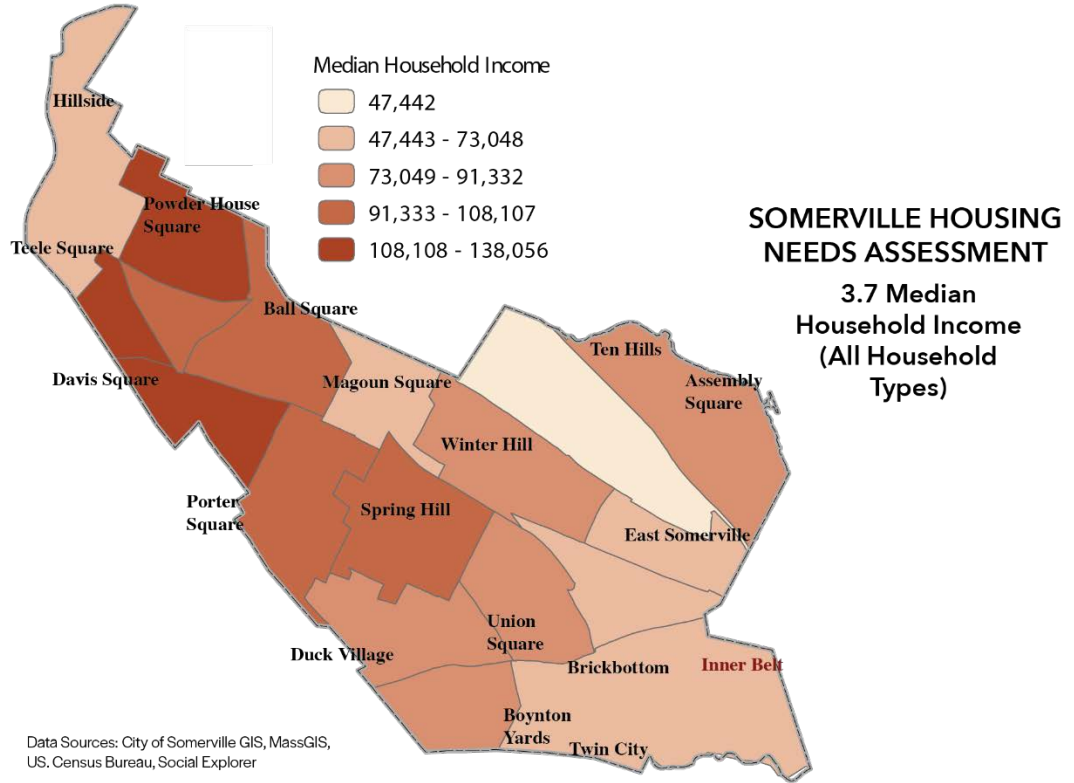 Median Household Income
47,442
47,443 - 73,048
73,049 - 91,332
91,333 - 108,107
108,108 - 138,056
SOMERVILLE HOUSING
NEEDS ASSESSMENT
3.7 Median
Household Income
(All Household
Types)
Hillside
Powder House
Square
Teele Square
Ball Square
Davis Square
Magoun Square
Ten Hills
Assembly
Square
Winter Hill
Porter
Square
Spring Hill
East Somerville
Union
Square
Duck Village
Brickbottom
Inner Belt
Boynton
Yards
Twin City
Data Sources: City of Somerville GIS, MassGIS,
US. Census Bureau, Social Explorer